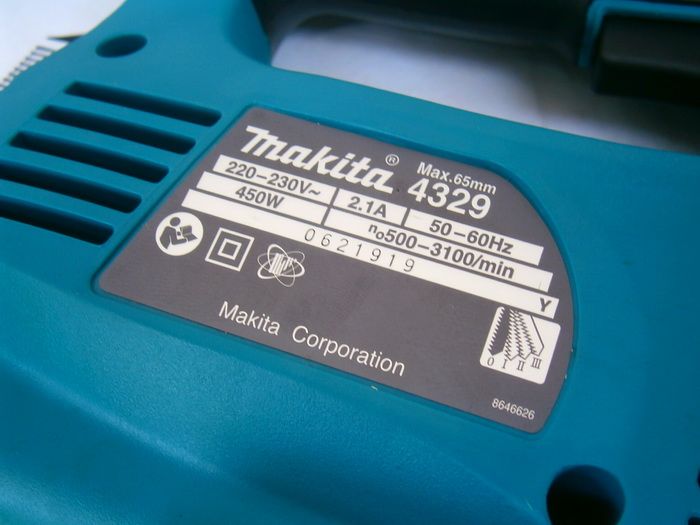 makita® Max.65mm
4329
220–230V~ 2.1A 50–60Hz
450W n₀500–3100/min
0621919 Y
0 I II III
Makita Corporation
8646626